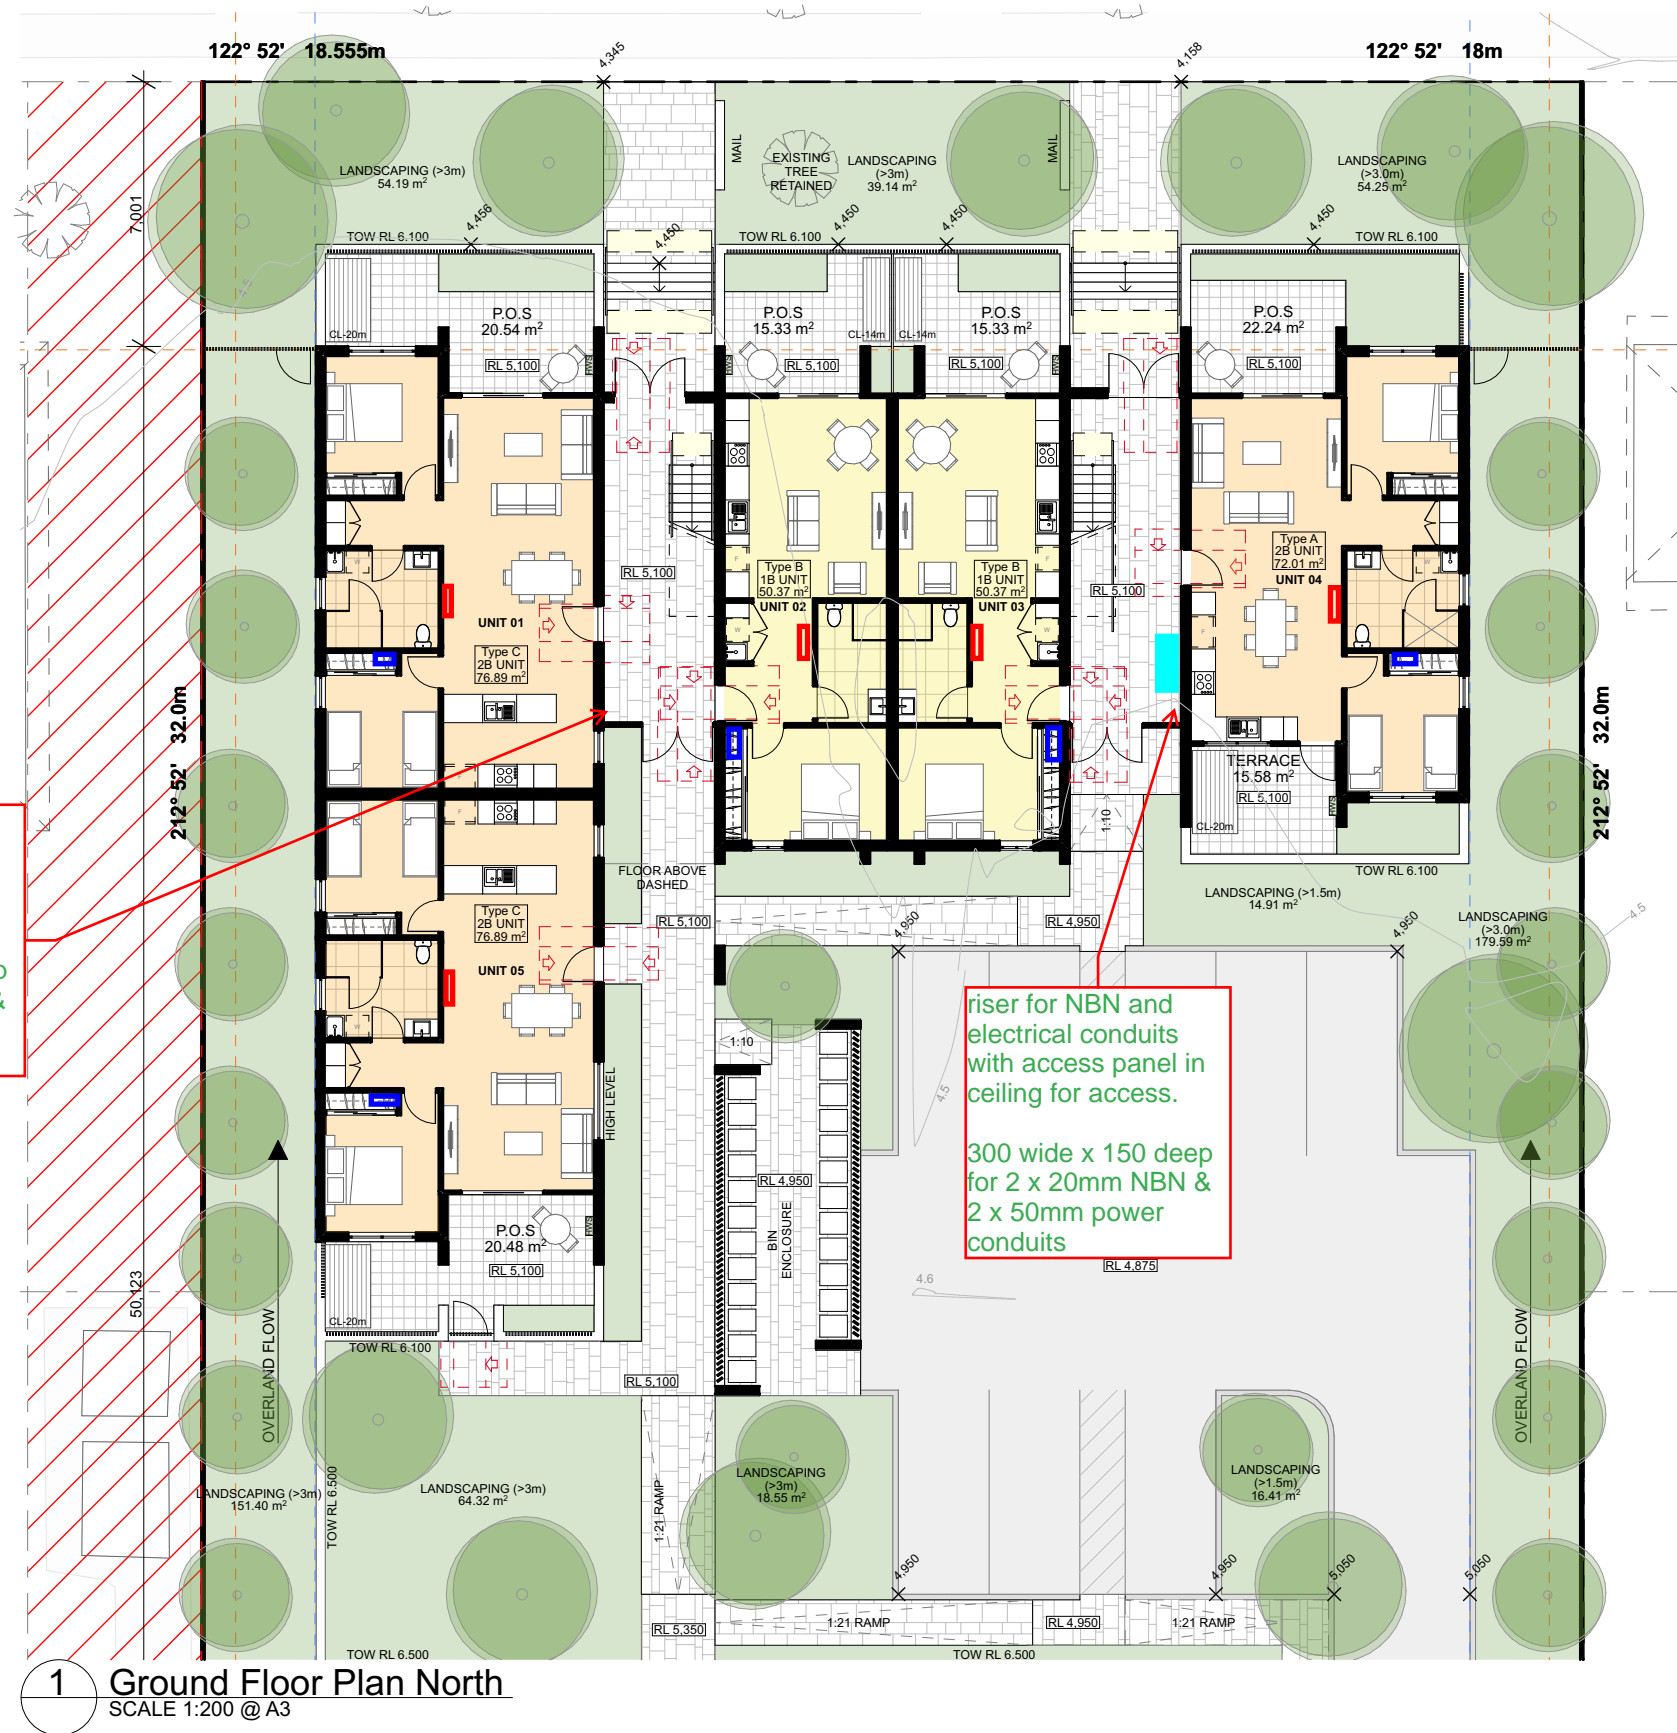 122° 52' 18.555m
4,345
4,158
122° 52' 18m
MAIL
EXISTING
TREE
RETAINED
LANDSCAPING
(>3m)
39.14 m²
MAIL
LANDSCAPING (>3m)
54.19 m²
LANDSCAPING
(>3.0m)
54.25 m²
7,001
TOW RL 6.100
4,456
4,450
TOW RL 6.100
4,450
4,450
4,450
TOW RL 6.100
4.5
P.O.S
20.54 m²
P.O.S
15.33 m²
P.O.S
15.33 m²
P.O.S
22.24 m²
CL-20m
CL-14m
CL-14m
RL 5,100
HWS
HWS
RL 5,100
RL 5,100
HWS
RL 5,100
Type A
2B UNIT
72.01 m²
UNIT 04
F
F
Type B
1B UNIT
50.37 m²
UNIT 02
Type B
1B UNIT
50.37 m²
UNIT 03
RL 5,100
RL 5,100
W
W
UNIT 01
F
W
W
Type C
2B UNIT
76.89 m²
212° 52' 32.0m
212° 52' 32.0m
TERRACE
15.58 m²
RL 5,100
HWS
CL-20m
F
1:10
FLOOR ABOVE
DASHED
TOW RL 6.100
LANDSCAPING (>1.5m)
14.91 m²
Type C
2B UNIT
76.89 m²
RL 5,100
4,950
RL 4,950
4,950
LANDSCAPING
(>3.0m)
179.59 m²
4.5
&
UNIT 05
W
riser for NBN and
electrical conduits
with access panel in
ceiling for access.
300 wide x 150 deep
for 2 x 20mm NBN &
2 x 50mm power
conduits
1:10
4.5
HIGH LEVEL
RL 4,950
BIN
ENCLOSURE
P.O.S
20.48 m²
HWS
RL 5,100
RL 4,875
4.6
50,123
CL-20m
TOW RL 6.100
OVERLAND FLOW
OVERLAND FLOW
RL 5,100
LANDSCAPING (>3m)
151.40 m²
TOW RL 6.500
LANDSCAPING (>3m)
64.32 m²
1:21 RAMP
LANDSCAPING
(>3m)
18.55 m²
LANDSCAPING
(>1.5m)
16.41 m²
4,950
4,950
5,050
5,050
RL 5,350
1:21 RAMP
RL 4,950
1:21 RAMP
TOW RL 6.500
TOW RL 6.500
1
Ground Floor Plan North
SCALE 1:200 @ A3